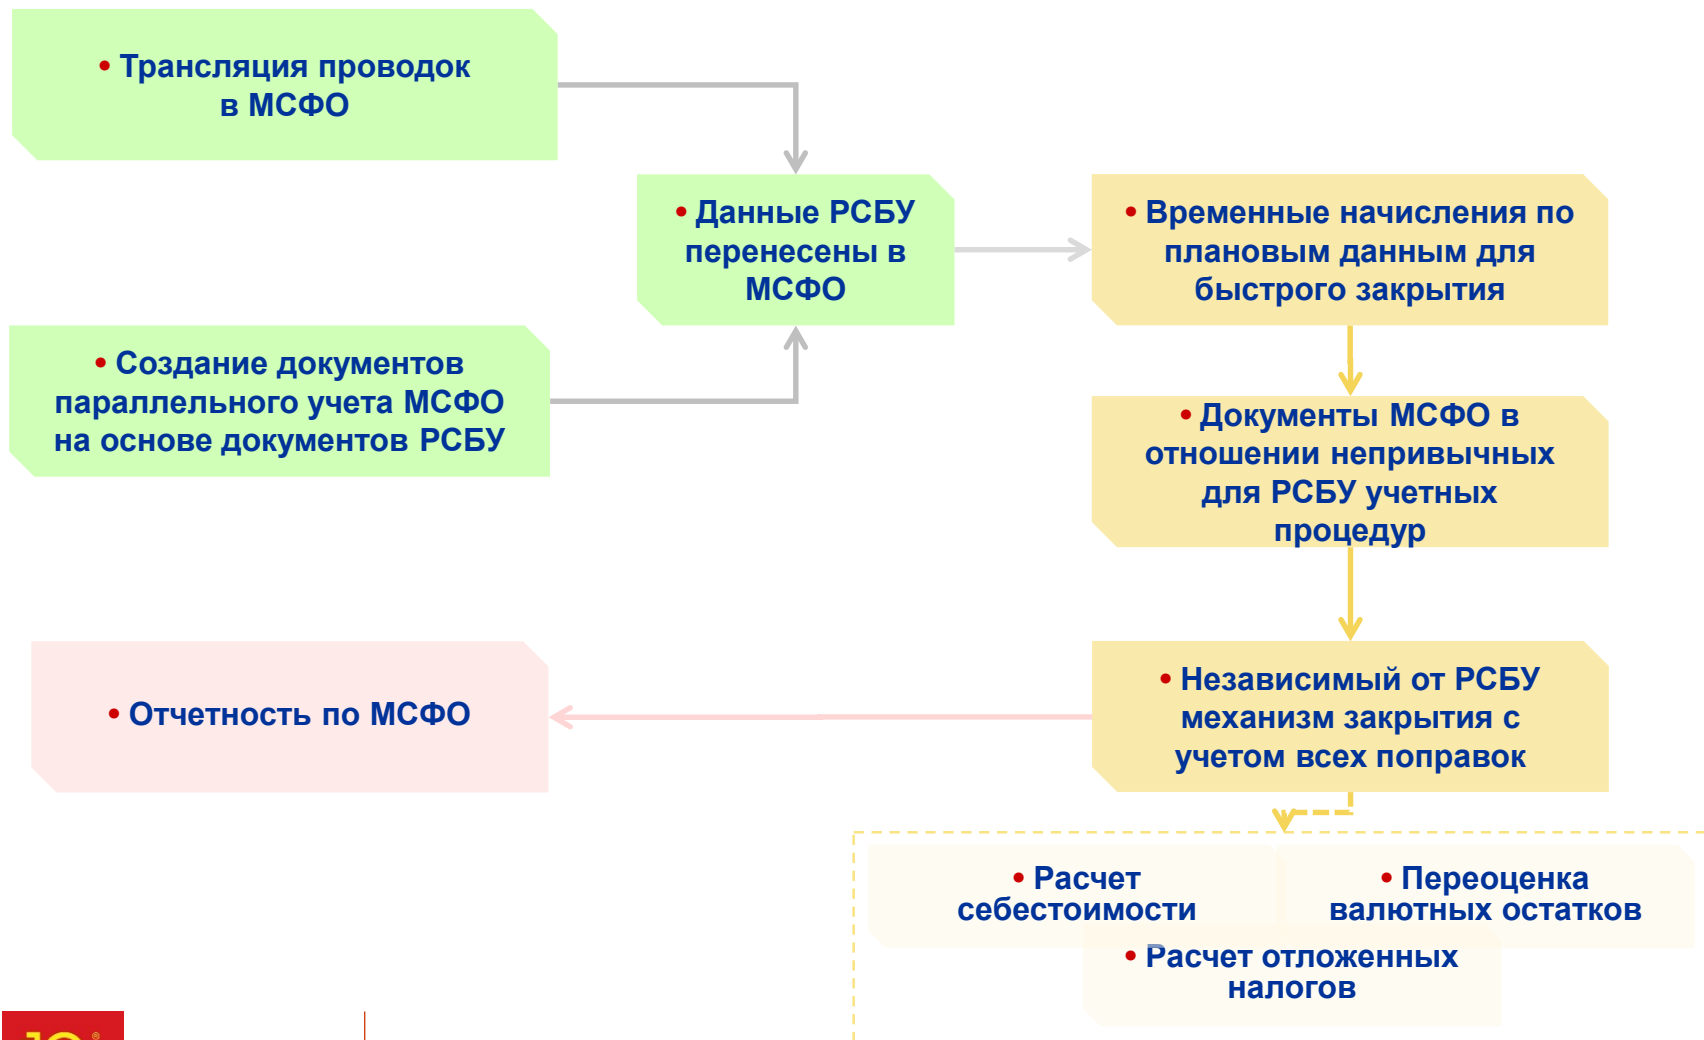 • Трансляция проводок
в МСФО
• Данные РСБУ
перенесены в
МСФО
• Временные начисления по
плановым данным для
быстрого закрытия
• Создание документов
параллельного учета МСФО
на основе документов РСБУ
• Документы МСФО в
отношении непривычных
для РСБУ учетных
процедур
• Независимый от РСБУ
механизм закрытия с
учетом всех поправок
• Отчетность по МСФО
• Расчет
себестоимости
• Переоценка
валютных остатков
• Расчет отложенных
налогов